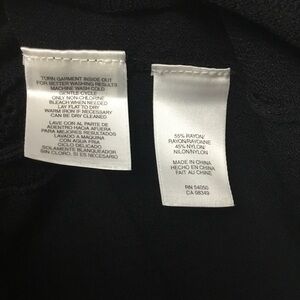 TURN GARMENT INSIDE OUT
FOR BETTER WASHING RESULTS
MACHINE WASH COLD
GENTLE CYCLE
ONLY NON-CHLORINE
BLEACH WHEN NEEDED
LAY FLAT TO DRY
WARM IRON IF NECESSARY
CAN BE DRY CLEANED
LAVE CON AL PARTE DE
ADENTRO HACIA AFUERA
PARA MEJORES RESULTADOS
LAVADO A MAQUINA
CON AGUA FRIA
CICLO DELICADO
SOLAMENTE BLANQUEADOR
SIN CLORO, SI ES NECESARIO
55% RAYON/
RAYON/RAYONNE
45% NYLON/
NILON/NYLON
MADE IN CHINA
HECHO EN CHINA
FAIT AU CHINE
RN 54050
CA 98349